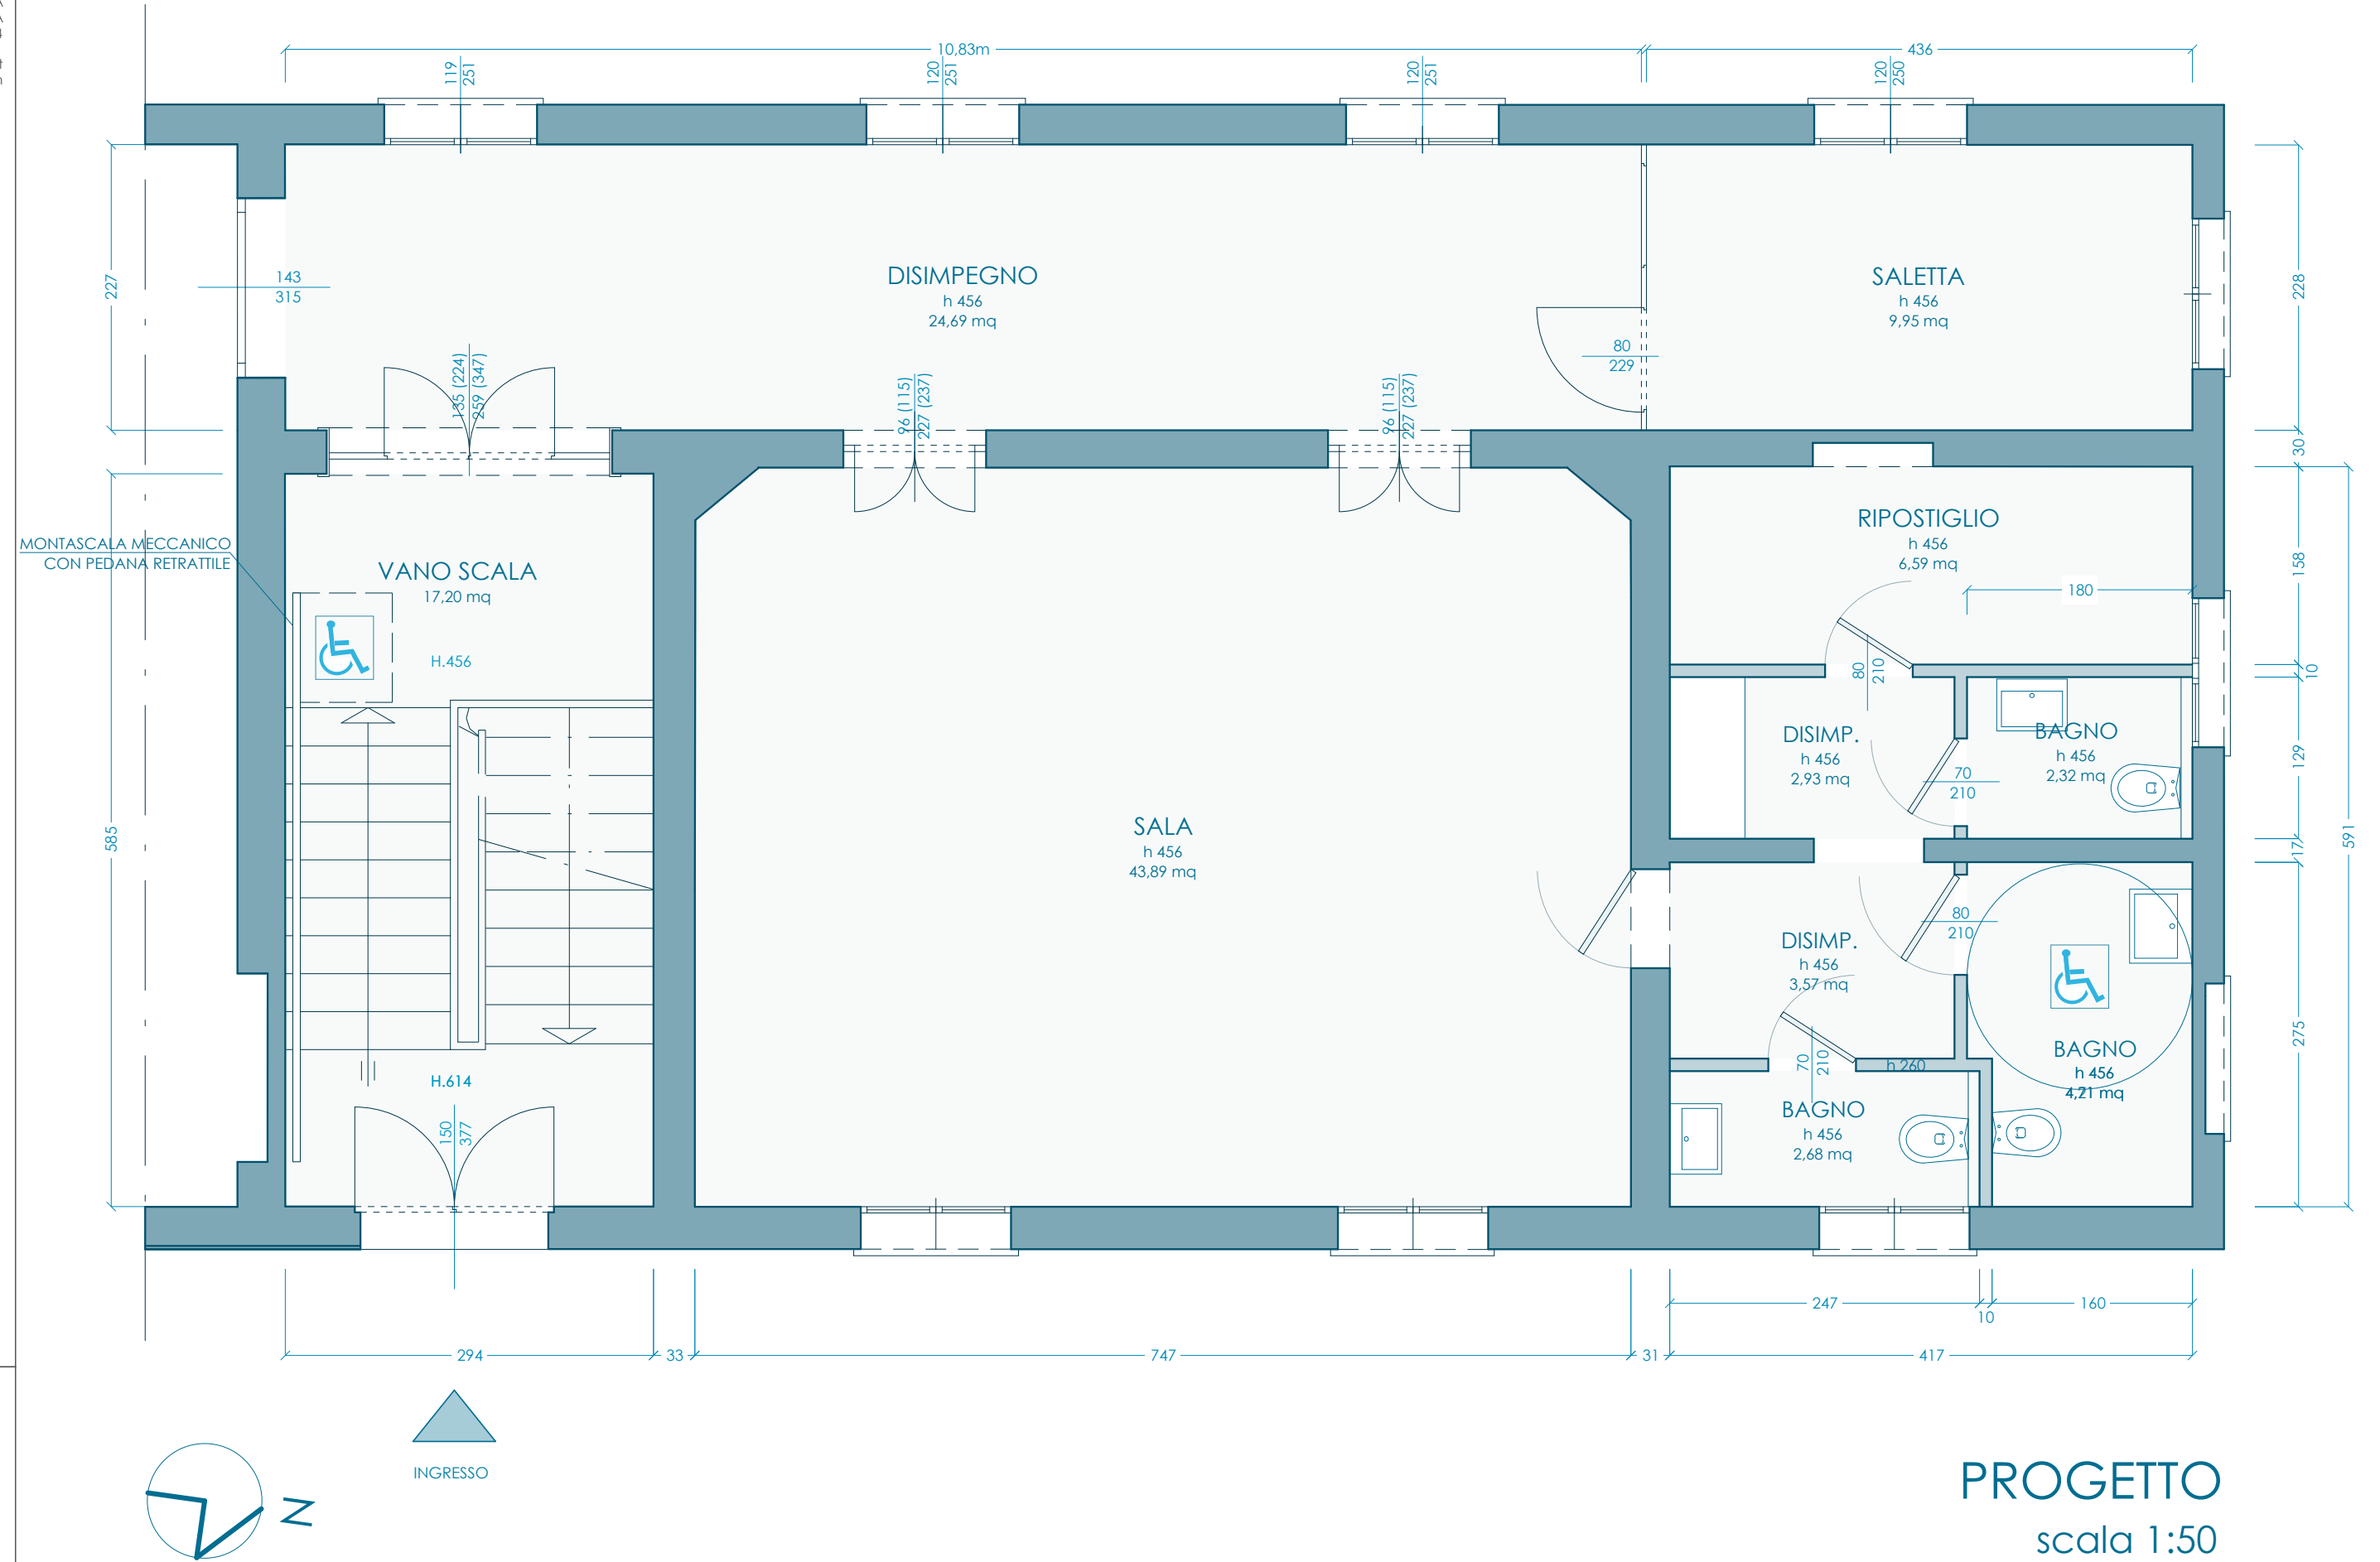 10,83m
436
119
251
120
251
120
251
120
250
227
143
315
DISIMPEGNO
h 456
24,69 mq
SALETTA
h 456
9,95 mq
228
80
229
135 (224)
259 (347)
96 (115)
227 (237)
96 (115)
227 (237)
30
MONTASCALA MECCANICO
CON PEDANA RETRATTILE
VANO SCALA
17,20 mq
H.456
RIPOSTIGLIO
h 456
6,59 mq
158
180
80
210
10
DISIMP.
h 456
2,93 mq
BAGNO
h 456
2,32 mq
70
210
129
585
SALA
h 456
43,89 mq
17
591
80
210
DISIMP.
h 456
3,57 mq
275
BAGNO
h 456
4,21 mq
70
210
h 260
H.614
150
377
BAGNO
h 456
2,68 mq
247
10
160
294
33
747
31
417
INGRESSO
N
PROGETTO
scala 1:50